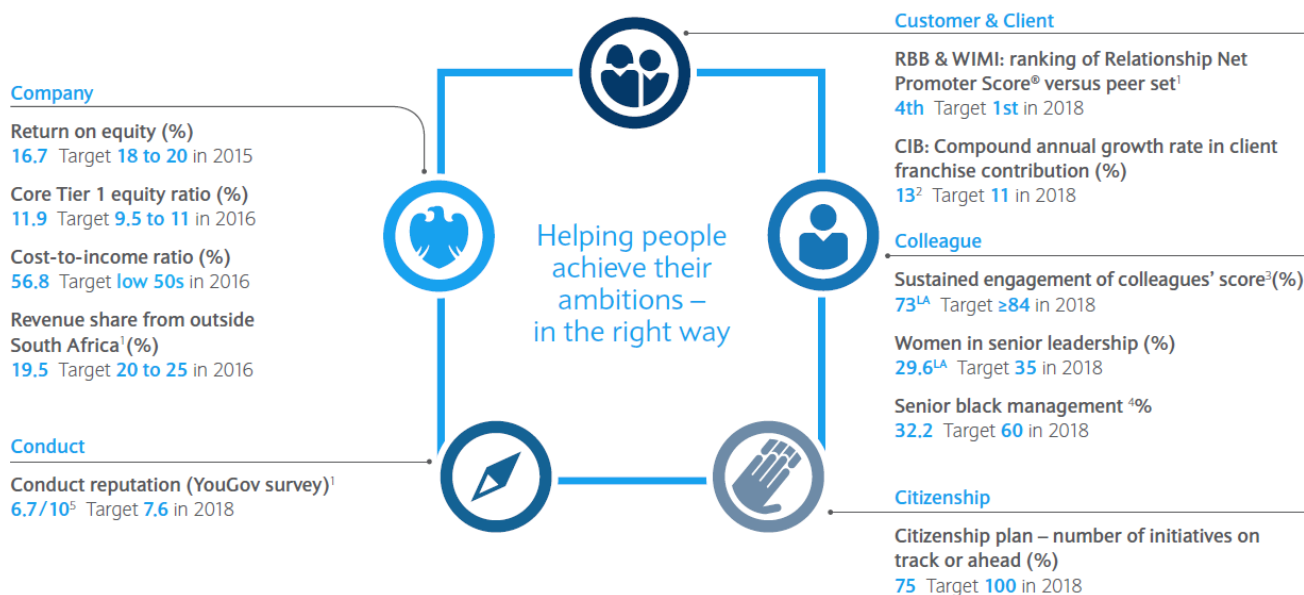 Company
Return on equity (%)
16.7 Target 18 to 20 in 2015
Core Tier 1 equity ratio (%)
11.9 Target 9.5 to 11 in 2016
Cost-to-income ratio (%)
56.8 Target low 50s in 2016
Revenue share from outside
South Africa¹(%)
19.5 Target 20 to 25 in 2016
Conduct
Conduct reputation (YouGov survey)¹
6.7/10⁵ Target 7.6 in 2018
Helping people
achieve their
ambitions –
in the right way
Customer & Client
RBB & WIMI: ranking of Relationship Net
Promoter Score® versus peer set¹
4th Target 1st in 2018
CIB: Compound annual growth rate in client
franchise contribution (%)
13² Target 11 in 2018
Colleague
Sustained engagement of colleagues’ score³(%)
73ᴸᴬ Target ≥84 in 2018
Women in senior leadership (%)
29.6ᴸᴬ Target 35 in 2018
Senior black management ⁴%
32.2 Target 60 in 2018
Citizenship
Citizenship plan – number of initiatives on
track or ahead (%)
75 Target 100 in 2018